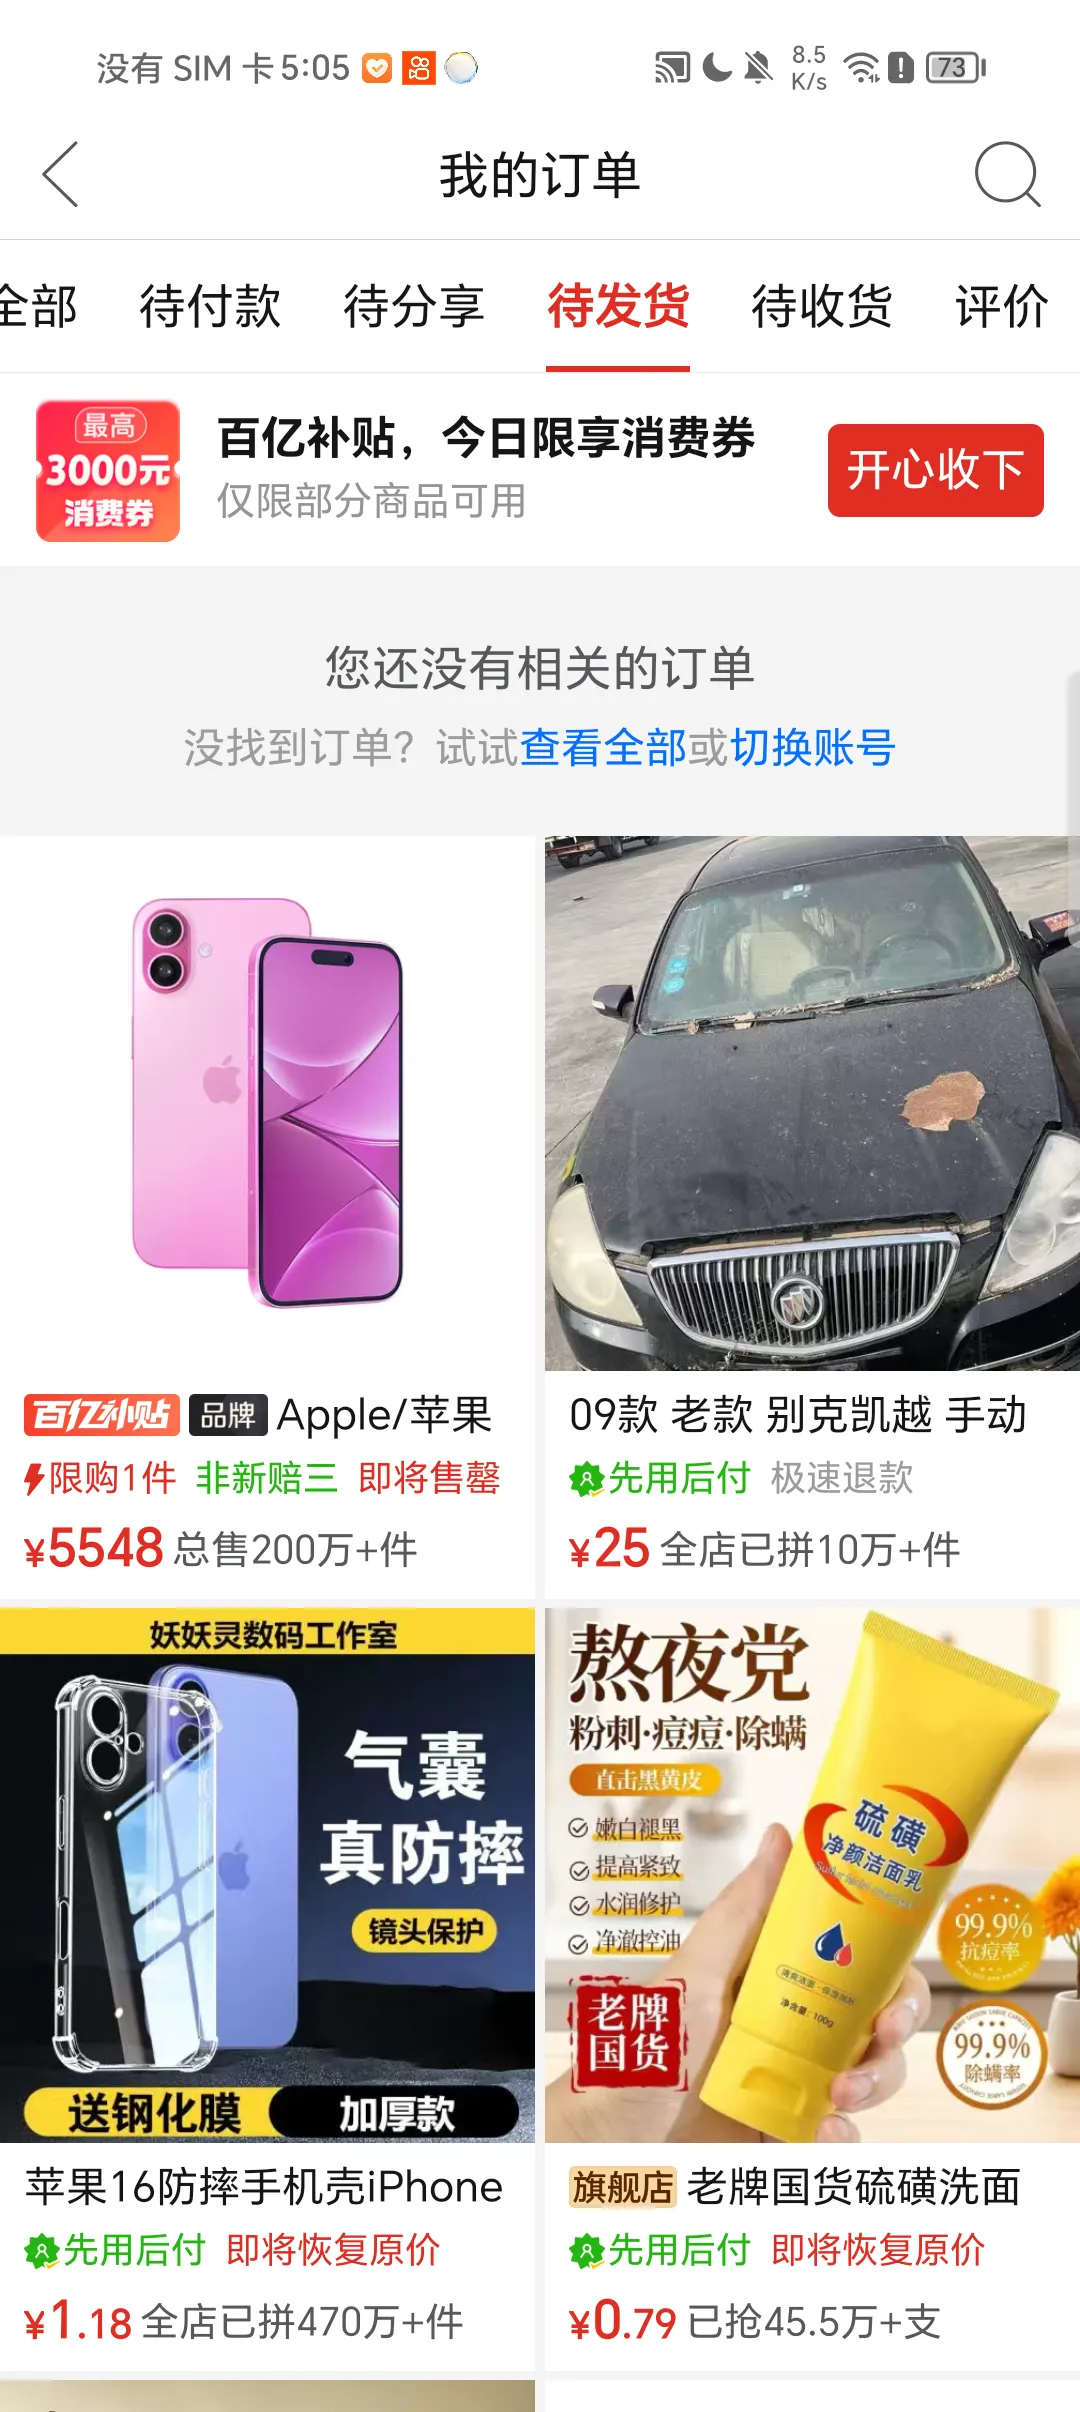 没有 SIM 卡 5:05
8.5
K/s
73
我的订单
全部 待付款 待分享 待发货 待收货 评价
最高
3000元
消费券
百亿补贴，今日限享消费券
仅限部分商品可用
开心收下
您还没有相关的订单
没找到订单？试试查看全部或切换账号
百亿补贴 品牌 Apple/苹果
限购1件 非新赔三 即将售罄
¥5548 总售200万+件
09款 老款 别克凯越 手动
先用后付 极速退款
¥25 全店已拼10万+件
妖妖灵数码工作室
气囊
真防摔
镜头保护
送钢化膜 加厚款
苹果16防摔手机壳iPhone
先用后付 即将恢复原价
¥1.18 全店已拼470万+件
熬夜党
粉刺·痘痘·除螨
直击黑黄皮
嫩白褪黑
提高紧致
水润修护
净澈控油
老牌
国货
硫磺
净颜洁面乳
净含量：100g
99.9%
抗痘率
99.9%
除螨率
旗舰店 老牌国货硫磺洗面
先用后付 即将恢复原价
¥0.79 已抢45.5万+支